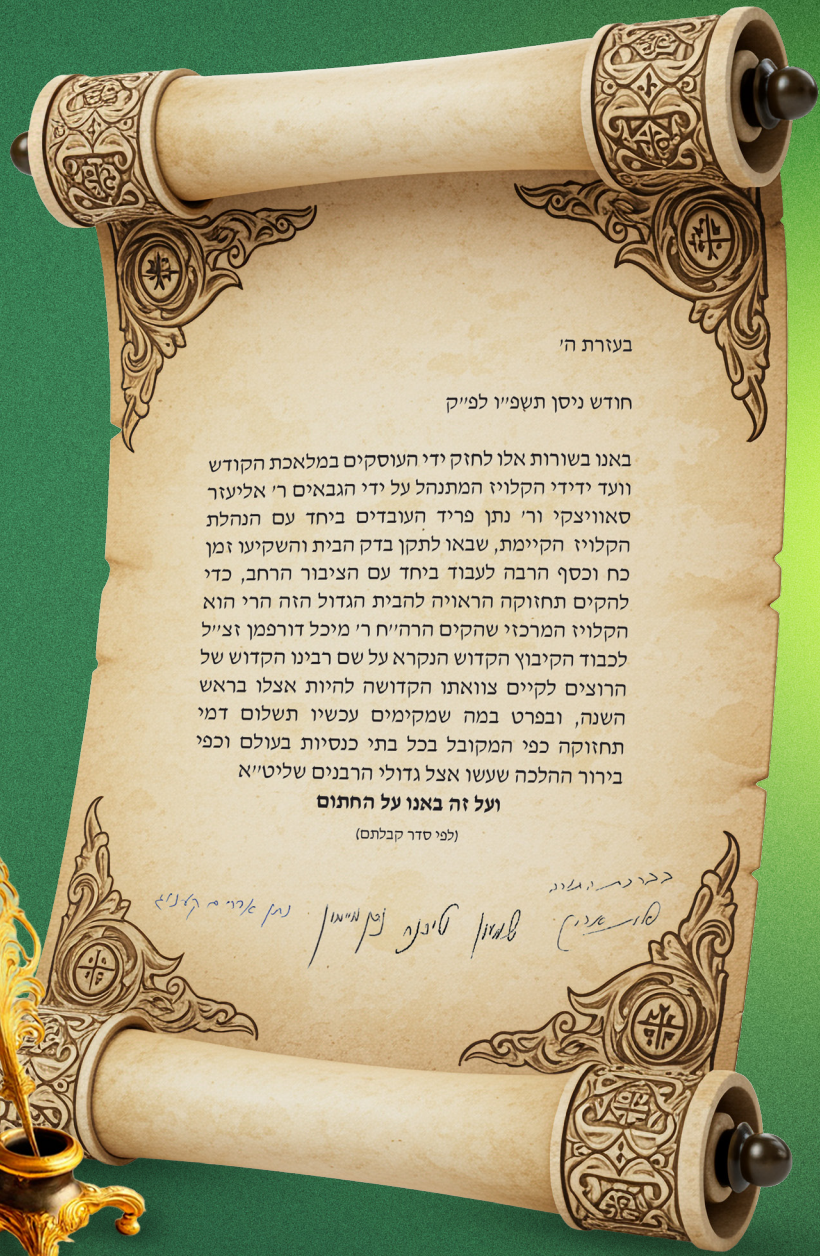 בעזרת ה'
חודש ניסן תשפ"ו לפ"ק
באנו בשורות אלו לחזק ידי העוסקים במלאכת הקודש
וועד ידידי הקלויז המתנהל על ידי הגבאים ר' אליעזר
סאוויצקי ור' נתן פריד העובדים ביחד עם הנהלת
הקלויז הקיימת, שבאו לתקן בדק הבית והשקיעו זמן
כח וכסף הרבה לעבוד ביחד עם הציבור הרחב, כדי
להקים תחזוקה הראויה להבית הגדול הזה הרי הוא
הקלויז המרכזי שהקים הרה"ח ר' מיכל דורפמן זצ"ל
לכבוד הקיבוץ הקדוש הנקרא על שם רבינו הקדוש של
הרוצים לקיים צוואתו הקדושה להיות אצלו בראש
השנה, ובפרט במה שמקימים עכשיו תשלום דמי
תחזוקה כפי המקובל בכל בתי כנסיות בעולם וכפי
בירור ההלכה שעשו אצל גדולי הרבנים שליט"א
ועל זה באנו על החתום
(לפי סדר קבלתם)
בברכת התורה
שמעון נתן מיימון נתן